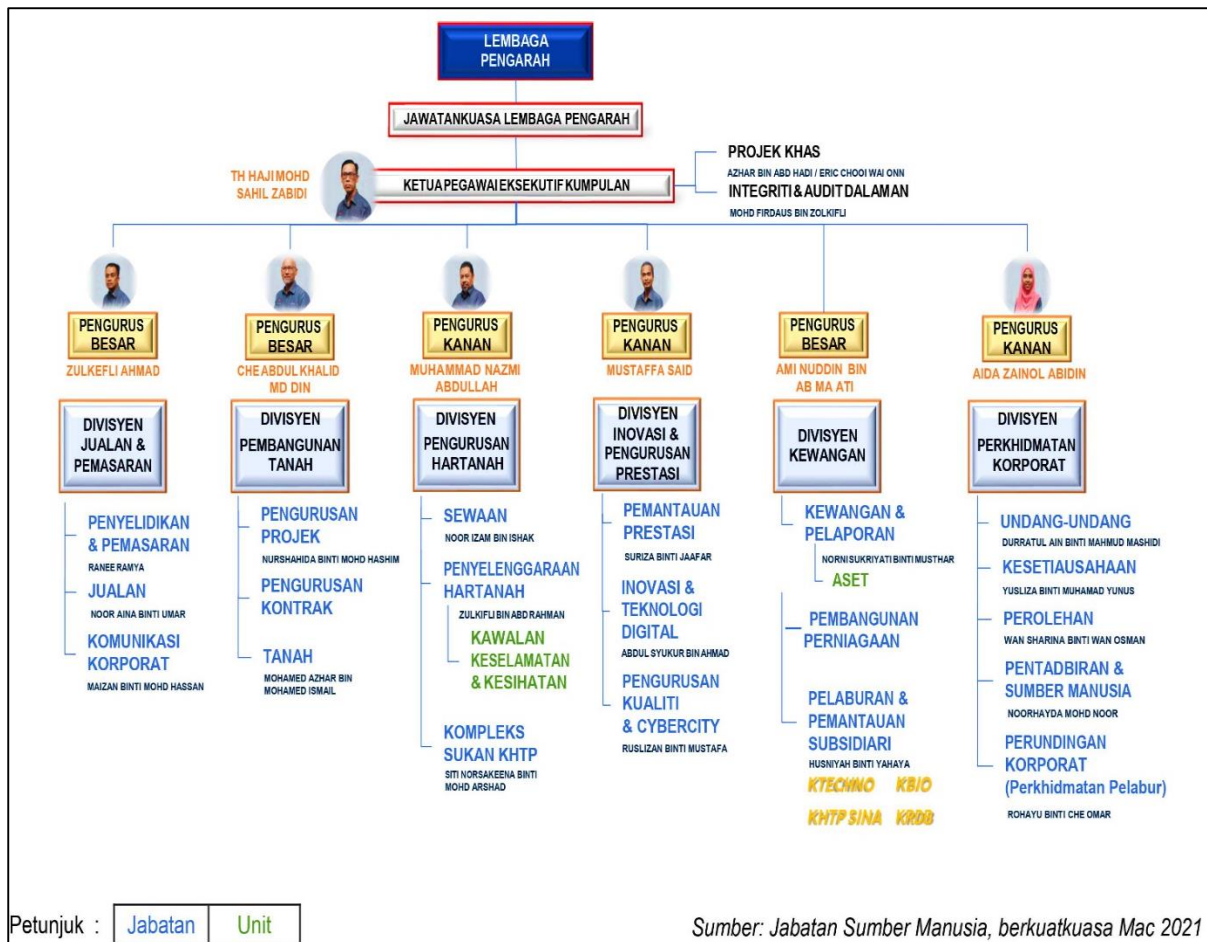 LEMBAGA
PENGARAH
JAWATANKUASA LEMBAGA PENGARAH
TH HAJI MOHD
SAHIL ZABIDI
KETUA PEGAWAI EKSEKUTIF KUMPULAN
PROJEK KHAS
AZHAR BIN ABD HADI / ERIC CHOOI WAI ONN
INTEGRITI & AUDIT DALAMAN
MOHD FIRDAUS BIN ZOLKIFLI
PENGURUS
BESAR
ZULKEFLI AHMAD
DIVISYEN
JUALAN &
PEMASARAN
PENYELIDIKAN
& PEMASARAN
RANEE RAMYA
JUALAN
NOOR AINA BINTI UMAR
KOMUNIKASI
KORPORAT
MAIZAN BINTI MOHD HASSAN
PENGURUS
BESAR
CHE ABDUL KHALID
MD DIN
DIVISYEN
PEMBANGUNAN
TANAH
PENGURUSAN
PROJEK
NURSHAHIDA BINTI MOHD HASHIM
PENGURUSAN
KONTRAK
TANAH
MOHAMED AZHAR BIN
MOHAMED ISMAIL
PENGURUS
KANAN
MUHAMMAD NAZMI
ABDULLAH
DIVISYEN
PENGURUSAN
HARTANAH
SEWAAN
NOOR IZAM BIN ISHAK
PENYELENGGARAAN
HARTANAH
ZULKIFLI BIN ABD RAHMAN
KAWALAN
KESELAMATAN
& KESIHATAN
KOMPLEKS
SUKAN KHTP
SITI NORSAKEENA BINTI
MOHD ARSHAD
PENGURUS
KANAN
MUSTAFFA SAID
DIVISYEN
INOVASI &
PENGURUSAN
PRESTASI
PEMANTAUAN
PRESTASI
SURIZA BINTI JAAFAR
INOVASI &
TEKNOLOGI
DIGITAL
ABDUL SYUKUR BIN AHMAD
PENGURUSAN
KUALITI
& CYBERCITY
RUSLIZAN BINTI MUSTAFA
PENGURUS
BESAR
AMI NUDDIN BIN
AB MA ATI
DIVISYEN
KEWANGAN
KEWANGAN &
PELAPORAN
NORNI SUKRIYATI BINTI MUSTHAR
ASET
PEMBANGUNAN
PERNIAGAAN
PELABURAN &
PEMANTAUAN
SUBSIDIARI
HUSNIYAH BINTI YAHAYA
KTECHNO KBIO
KHTP SINA KRDB
PENGURUS
KANAN
AIDA ZAINOL ABIDIN
DIVISYEN
PERKHIDMATAN
KORPORAT
UNDANG-UNDANG
DURRATUL AIN BINTI MAHMUD MASHIDI
KESETIAUSAHAAN
YUSLIZA BINTI MUHAMAD YUNUS
PEROLEHAN
WAN SHARINA BINTI WAN OSMAN
PENTADBIRAN &
SUMBER MANUSIA
NOORHAYDA MOHD NOOR
PERUNDINGAN
KORPORAT
(Perkhidmatan Pelabur)
ROHAYU BINTI CHE OMAR
Petunjuk : Jabatan Unit
Sumber: Jabatan Sumber Manusia, berkuatkuasa Mac 2021